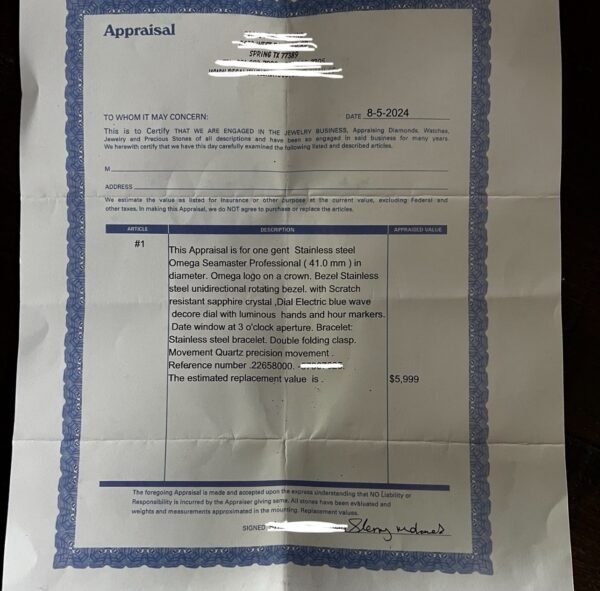 Appraisal
SPRING TX 77389
TO WHOM IT MAY CONCERN:
DATE 8-5-2024
This is to Certify THAT WE ARE ENGAGED IN THE JEWELRY BUSINESS, Appraising Diamonds, Watches,
Jewelry and Precious Stones of all descriptions and have been so engaged in said business for many years.
We herewith certify that we have this day carefully examined the following listed and described articles.
M
ADDRESS
We estimate the value as listed for Insurance or other purpose at the current value, excluding Federal and
other taxes. In making this Appraisal, we do NOT agree to purchase or replace the articles.
ARTICLE DESCRIPTION APPRAISED VALUE
#1
This Appraisal is for one gent Stainless steel
Omega Seamaster Professional ( 41.0 mm ) in
diameter. Omega logo on a crown. Bezel Stainless
steel unidirectional rotating bezel. with Scratch
resistant sapphire crystal ,Dial Electric blue wave
decore dial with luminous hands and hour markers.
Date window at 3 o'clock aperture. Bracelet:
Stainless steel bracelet. Double folding clasp.
Movement Quartz precision movement .
Reference number .22658000. -
The estimated replacement value is . $5,999
The foregoing Appraisal is made and accepted upon the express understanding that NO Liability or
Responsibility is incurred by the Appraiser giving same. All stones have been evaluated and
weights and measurements approximated in the mounting. Replacement values.
SIGNED